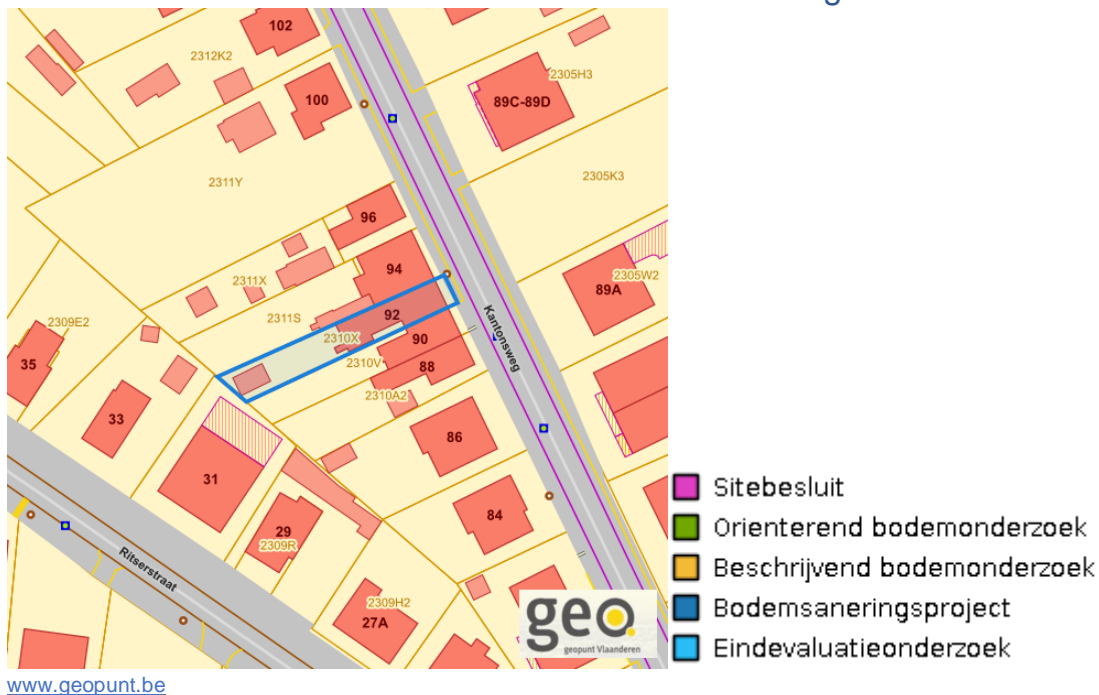 102
2312K2
2305H3
100
89C-89D
2311Y
2305K3
96
94
2305W2
2311X
89A
2311S
92
Kantonsweg
2309E2
2310X
90
35
2310V
88
2310A2
33
86
31
84
29
2309R
Ritserstraat
2309H2
27A
geo
geopunt Vlaanderen
Sitebesluit
Orienterend bodemonderzoek
Beschrijvend bodemonderzoek
Bodemsaneringsproject
Eindevaluatieonderzoek
www.geopunt.be